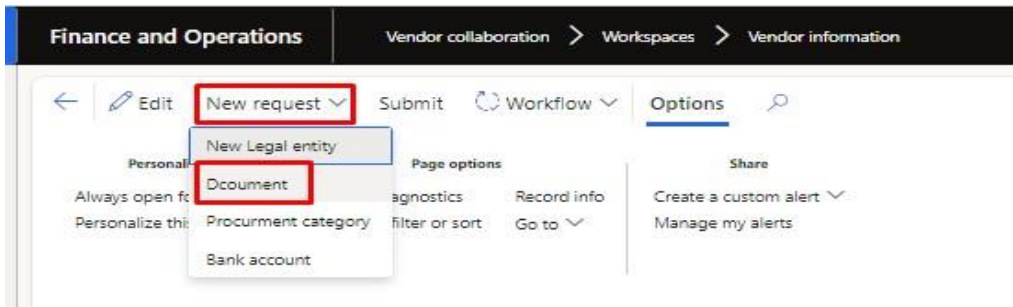 Finance and Operations Vendor collaboration > Workspaces > Vendor information
Edit New request Submit Workflow Options
New Legal entity
Dcoument
Procurment category
Bank account
Page options Share
Always open fo agnostics Record info Create a custom alert
Personalize this filter or sort Go to Manage my alerts